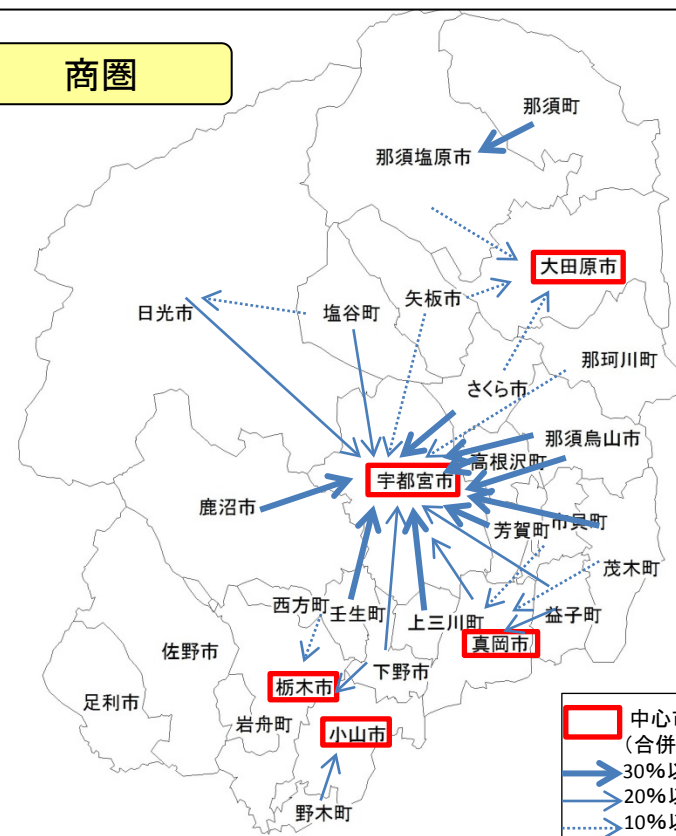 商圏
那須町
那須塩原市
大田原市
日光市
塩谷町
矢板市
那珂川町
さくら市
那須烏山市
高根沢町
宇都宮市
鹿沼市
芳賀町
市貝町
茂木町
西方町
壬生町
上三川町
益子町
真岡市
佐野市
下野市
栃木市
足利市
岩舟町
小山市
野木町
中心市
(合併
30%以
20%以
10%以